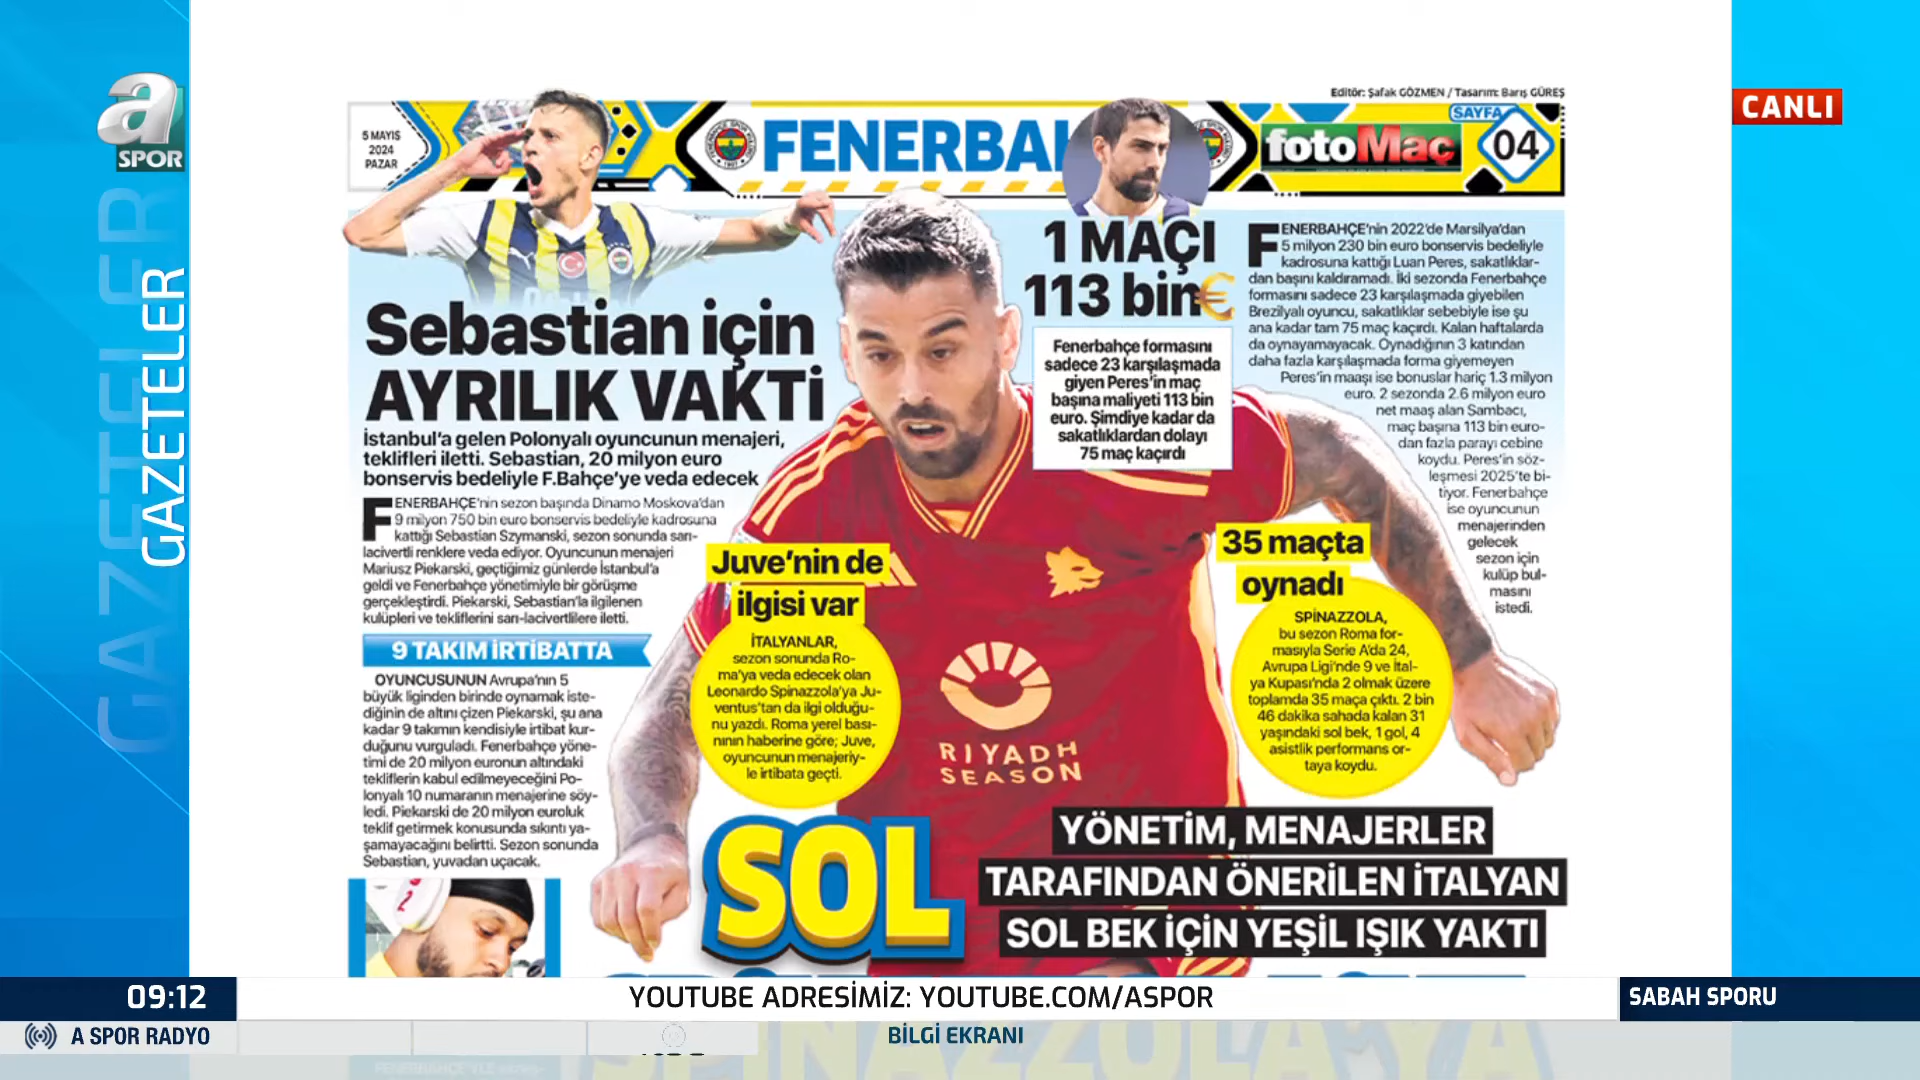 a
SPOR
GAZETELER
GAZETELER
CANLI
Editör: Şafak GÖZMEN / Tasarım: Barış GÜREŞ
5 MAYIS
2024
PAZAR
FENERBAH
fotoMaç
SAYFA
04
Sebastian için
AYRILIK VAKTİ
İstanbul'a gelen Polonyalı oyuncunun menajeri,
teklifleri iletti. Sebastian, 20 milyon euro
bonservis bedeliyle F.Bahçe'ye veda edecek
FENERBAHÇE'nin sezon başında Dinamo Moskova'dan
9 milyon 750 bin euro bonservis bedeliyle kadrosuna
kattığı Sebastian Szymanski, sezon sonunda sarı-
lacivertli renklere veda ediyor. Oyuncunun menajeri
Mariusz Piekarski, geçtiğimiz günlerde İstanbul'a
geldi ve Fenerbahçe yönetimiyle bir görüşme
gerçekleştirdi. Piekarski, Sebastian'la ilgilenen
kulüpleri ve tekliflerini sarı-lacivertlilere iletti.
9 TAKIM İRTİBATTA
OYUNCUSUNUN Avrupa'nın 5
büyük liginden birinde oynamak iste-
diğinin de altını çizen Piekarski, şu ana
kadar 9 takımın kendisiyle irtibat kur-
duğunu vurguladı. Fenerbahçe yöne-
timi de 20 milyon euronun altındaki
tekliflerin kabul edilmeyeceğini Po-
lonyalı 10 numaranın menajerine söy-
ledi. Piekarski de 20 milyon euroluk
teklif getirmek konusunda sıkıntı ya-
şamayacağını belirtti. Sezon sonunda
Sebastian, yuvadan uçacak.
Juve'nin de
ilgisi var
İTALYANLAR,
sezon sonunda Ro-
ma'ya veda edecek olan
Leonardo Spinazzola'ya Ju-
ventus'tan da ilgi olduğu-
nu yazdı. Roma yerel bası-
nının haberine göre; Juve,
oyuncunun menajeriy-
le irtibata geçti.
1 MAÇI
113 bin€
Fenerbahçe formasını
sadece 23 karşılaşmada
giyen Peres'in maç
başına maliyeti 113 bin
euro. Şimdiye kadar da
sakatlıklardan dolayı
75 maç kaçırdı
FENERBAHÇE'nin 2022'de Marsilya'dan
5 milyon 230 bin euro bonservis bedeliyle
kadrosuna kattığı Luan Peres, sakatlıklar-
dan başını kaldıramadı. İki sezonda Fenerbahçe
formasını sadece 23 karşılaşmada giyebilen
Brezilyalı oyuncu, sakatlıklar sebebiyle ise şu
ana kadar tam 75 maç kaçırdı. Kalan haftalarda
da oynayamayacak. Oynadığının 3 katından
daha fazla karşılaşmada forma giyemeyen
Peres'in maaşı ise bonuslar hariç 1.3 milyon
euro. 2 sezonda 2.6 milyon euro
net maaş alan Sambacı,
maç başına 113 bin euro-
dan fazla parayı cebine
koydu. Peres'in söz-
leşmesi 2025'te bi-
tiyor. Fenerbahçe
ise oyuncunun
menajerinden
gelecek
sezon için
kulüp bul-
masını
istedi.
35 maçta
oynadı
SPİNAZZOLA,
bu sezon Roma for-
masıyla Serie A'da 24,
Avrupa Ligi'nde 9 ve İtal-
ya Kupası'nda 2 olmak üzere
toplamda 35 maça çıktı. 2 bin
46 dakika sahada kalan 31
yaşındaki sol bek, 1 gol, 4
asistlik performans or-
taya koydu.
RIYADH
SEASON
SOL
YÖNETİM, MENAJERLER
TARAFINDAN ÖNERİLEN İTALYAN
SOL BEK İÇİN YEŞİL IŞIK YAKTI
SPINAZZOLA'YA
09:12
YOUTUBE ADRESİMİZ: YOUTUBE.COM/ASPOR
SABAH SPORU
A SPOR RADYO
BİLGİ EKRANI